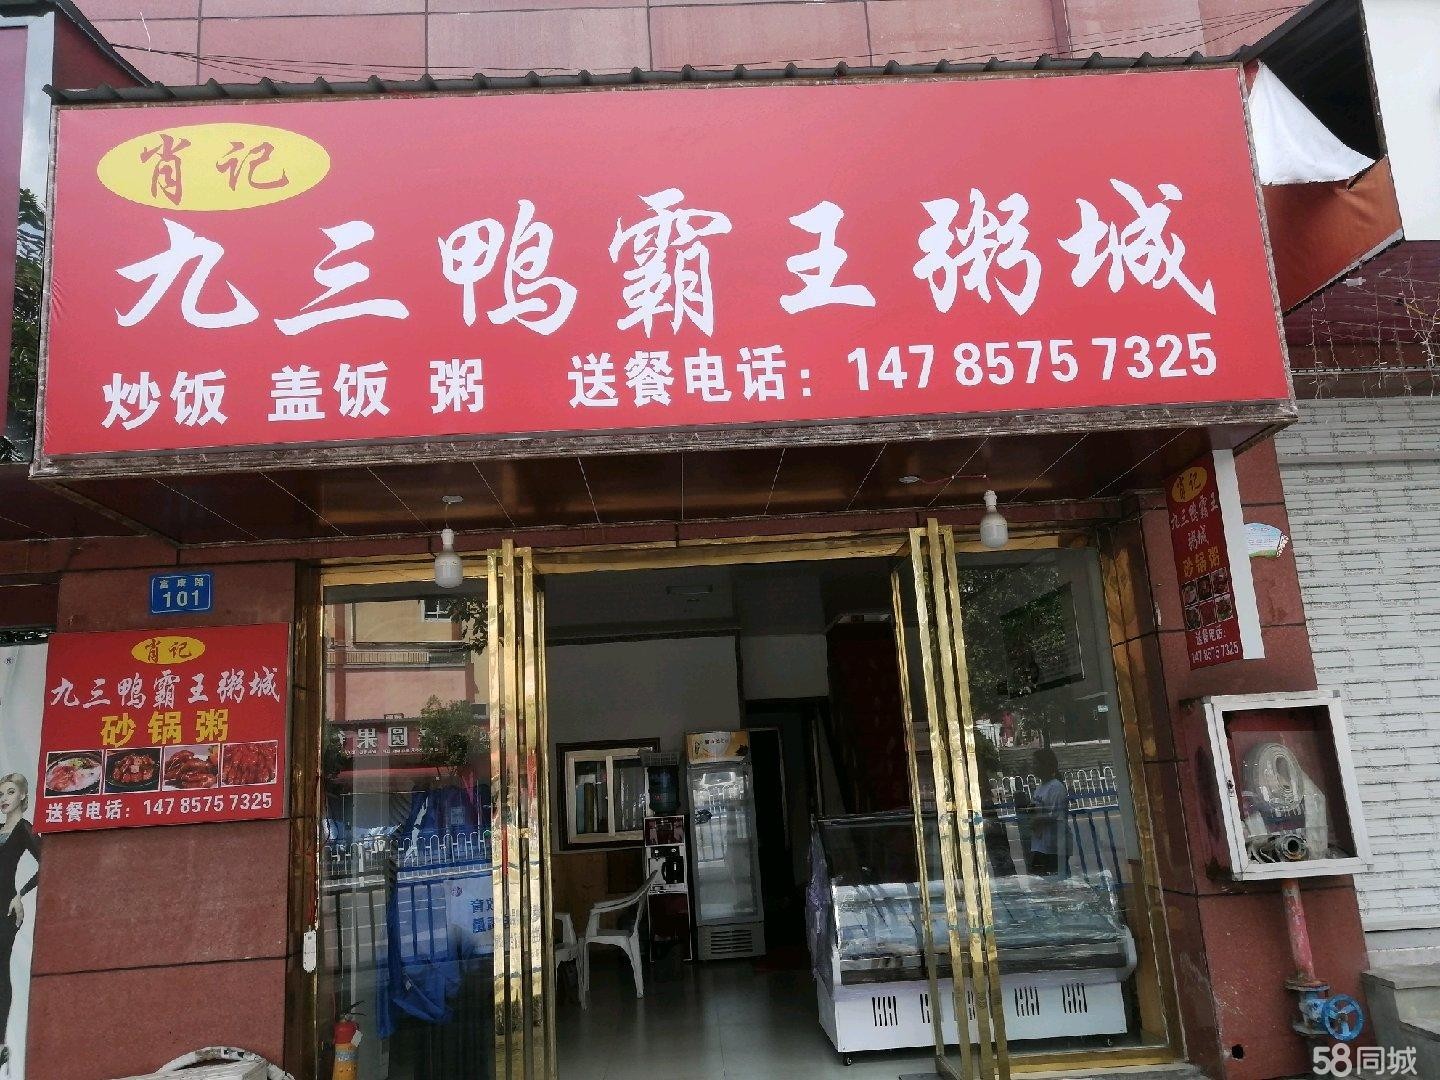 肖记
九三鸭霸王粥城
炒饭 盖饭 粥 送餐电话：147 8575 7325
富康路
101
肖记
九三鸭霸王粥城
砂锅粥
送餐电话：147 8575 7325
肖记
九三鸭霸王
粥城
砂锅粥
送餐电话：
147 8575 7325
58同城